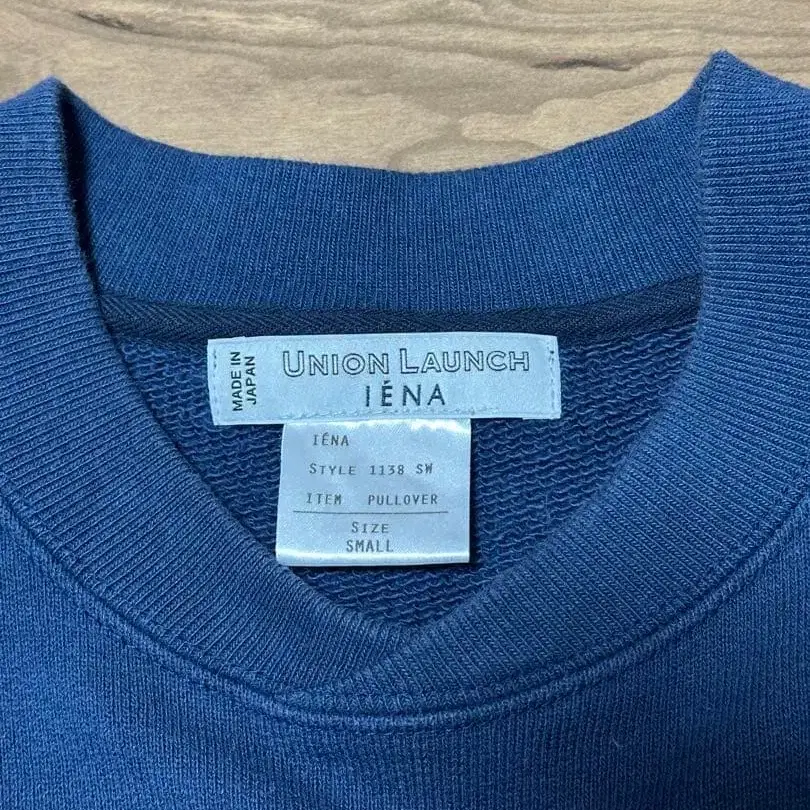 MADE IN
JAPAN
UNION LAUNCH
IÉNA
IÉNA
STYLE 1138 SW
ITEM PULLOVER
SIZE
SMALL